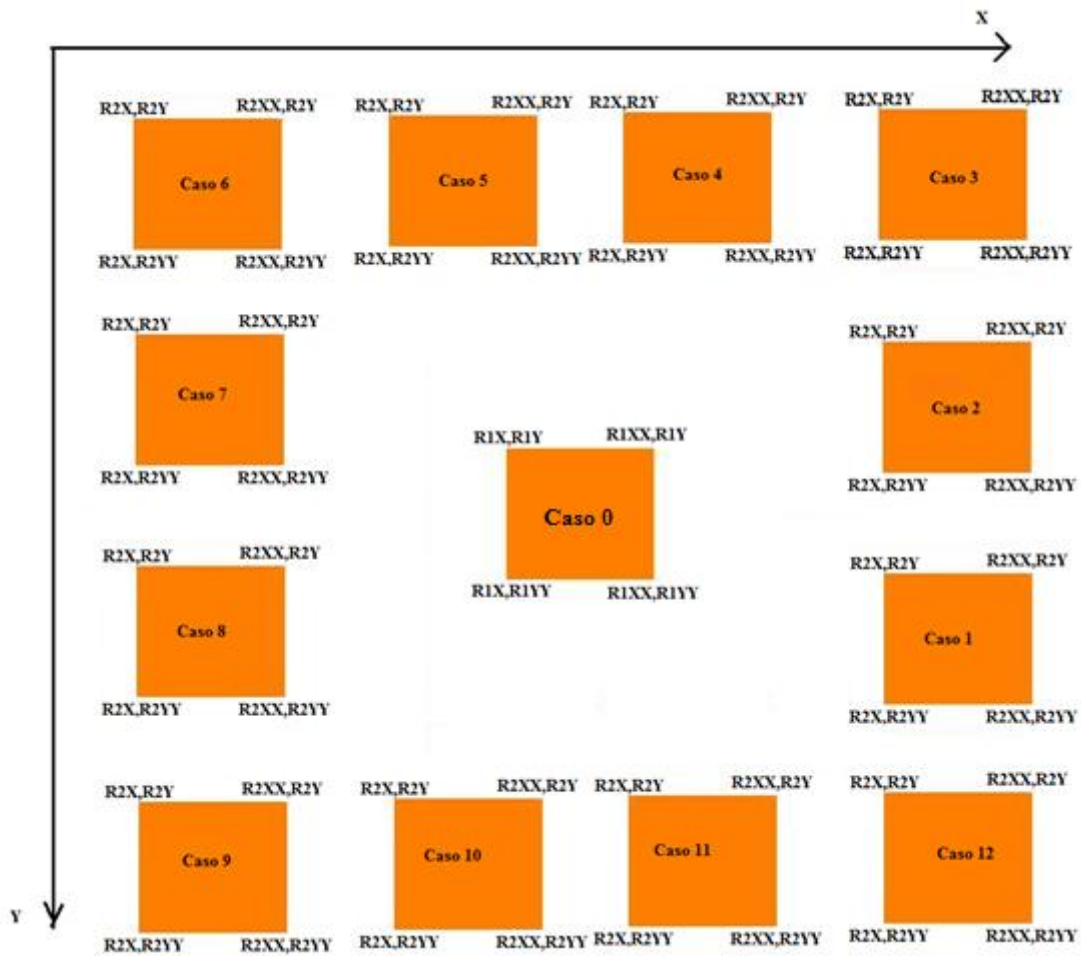 X
R2X,R2Y R2XX,R2Y R2X,R2Y R2XX,R2Y R2X,R2Y R2XX,R2Y R2X,R2Y R2XX,R2Y
Caso 6 Caso 5 Caso 4 Caso 3
R2X,R2YY R2XX,R2YY R2X,R2YY R2XX,R2YY R2X,R2YY R2XX,R2YY R2X,R2YY R2XX,R2YY
R2X,R2Y R2XX,R2Y R2X,R2Y R2XX,R2Y
Caso 7 Caso 2
R1X,R1Y R1XX,R1Y
R2X,R2YY R2XX,R2YY R2X,R2YY R2XX,R2YY
Caso 0
R2X,R2Y R2XX,R2Y R2X,R2Y R2XX,R2Y
R1X,R1YY R1XX,R1YY
Caso 8 Caso 1
R2X,R2YY R2XX,R2YY R2X,R2YY R2XX,R2YY
R2X,R2Y R2XX,R2Y R2X,R2Y R2XX,R2Y R2X,R2Y R2XX,R2Y R2X,R2Y R2XX,R2Y
Caso 9 Caso 10 Caso 11 Caso 12
Y
R2X,R2YY R2XX,R2YY R2X,R2YY R2XX,R2YY R2X,R2YY R2XX,R2YY R2X,R2YY R2XX,R2YY